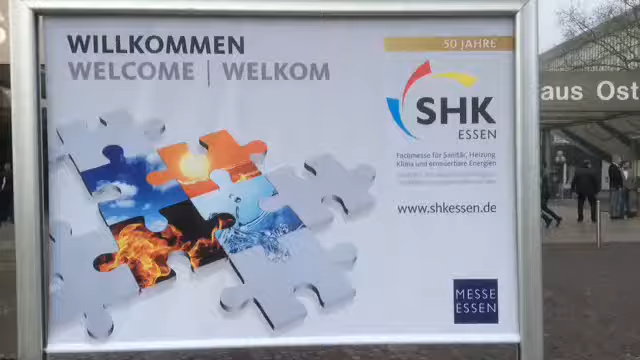 WILLKOMMEN
WELCOME | WELKOM
50 JAHRE
SHK
ESSEN
Fachmesse für Sanitär, Heizung
Klima und erneuerbare Energien
www.shkessen.de
MESSE
ESSEN
aus Ost